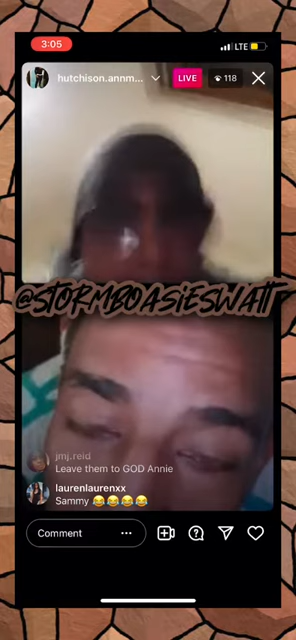 3:05
LTE
hutchison.annm...
LIVE
118
@STORMBOASIESWATT
jmj.reid
Leave them to GOD Annie
laurenlaurenxx
Sammy 😂😂😂😂
Comment